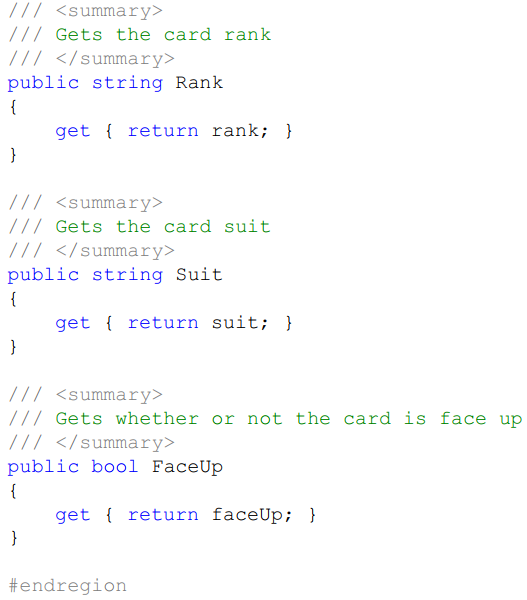 /// <summary>
/// Gets the card rank
/// </summary>
public string Rank
{
    get { return rank; }
}

/// <summary>
/// Gets the card suit
/// </summary>
public string Suit
{
    get { return suit; }
}

/// <summary>
/// Gets whether or not the card is face up
/// </summary>
public bool FaceUp
{
    get { return faceUp; }
}

#endregion